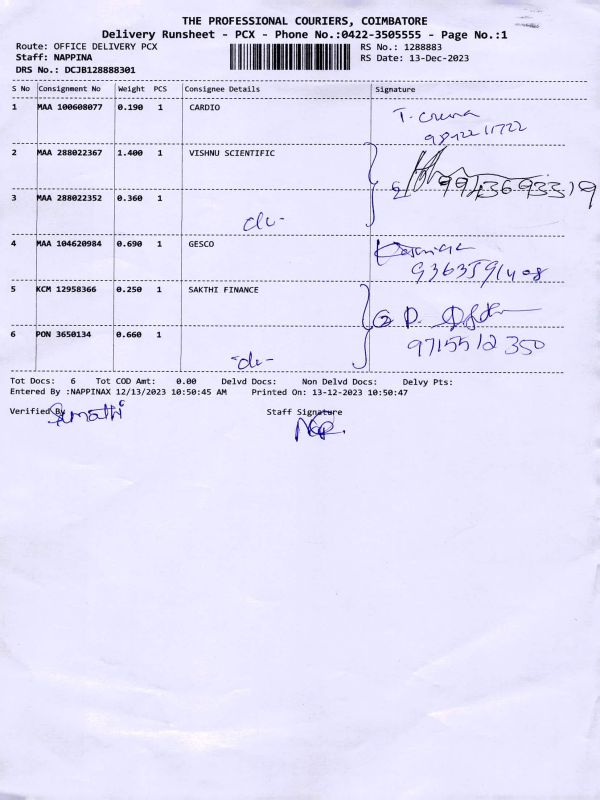 THE PROFESSIONAL COURIERS, COIMBATORE
Delivery Runsheet - PCX - Phone No.:0422-3505555 - Page No.:1
Route: OFFICE DELIVERY PCX
RS No.: 1288883
Staff: NAPPINA
RS Date: 13-Dec-2023
DRS No.: DCJB128888301
S No Consignment No Weight PCS Consignee Details Signature
1 MAA 100608077 0.190 1 CARDIO
2 MAA 288022367 1.400 1 VISHNU SCIENTIFIC
9943693319
3 MAA 288022352 0.360 1
4 MAA 104620984 0.690 1 GESCO
5 KCM 12958366 0.250 1 SAKTHI FINANCE
6 PON 3650134 0.660 1
9715512350
Tot Docs: 6 Tot COD Amt: 0.00 Delvd Docs: Non Delvd Docs: Delvy Pts:
Entered By :NAPPINAX 12/13/2023 10:50:45 AM Printed On: 13-12-2023 10:50:47
Verified By Staff Signature